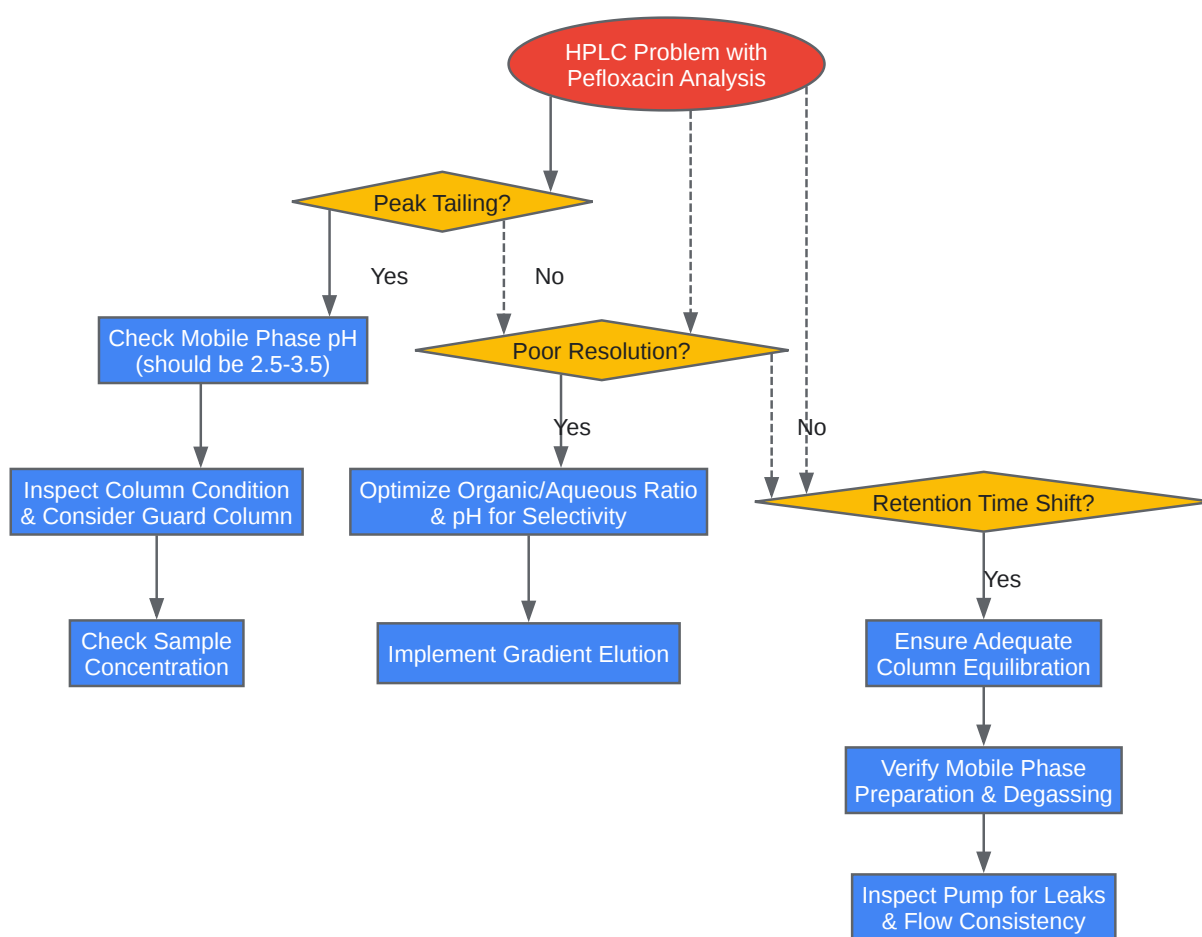 HPLC Problem with
Pefloxacin Analysis
Peak Tailing?
Yes
No
Check Mobile Phase pH
(should be 2.5-3.5)
Poor Resolution?
Yes
No
Inspect Column Condition
& Consider Guard Column
Optimize Organic/Aqueous Ratio
& pH for Selectivity
Retention Time Shift?
Yes
Check Sample
Concentration
Implement Gradient Elution
Ensure Adequate
Column Equilibration
Verify Mobile Phase
Preparation & Degassing
Inspect Pump for Leaks
& Flow Consistency